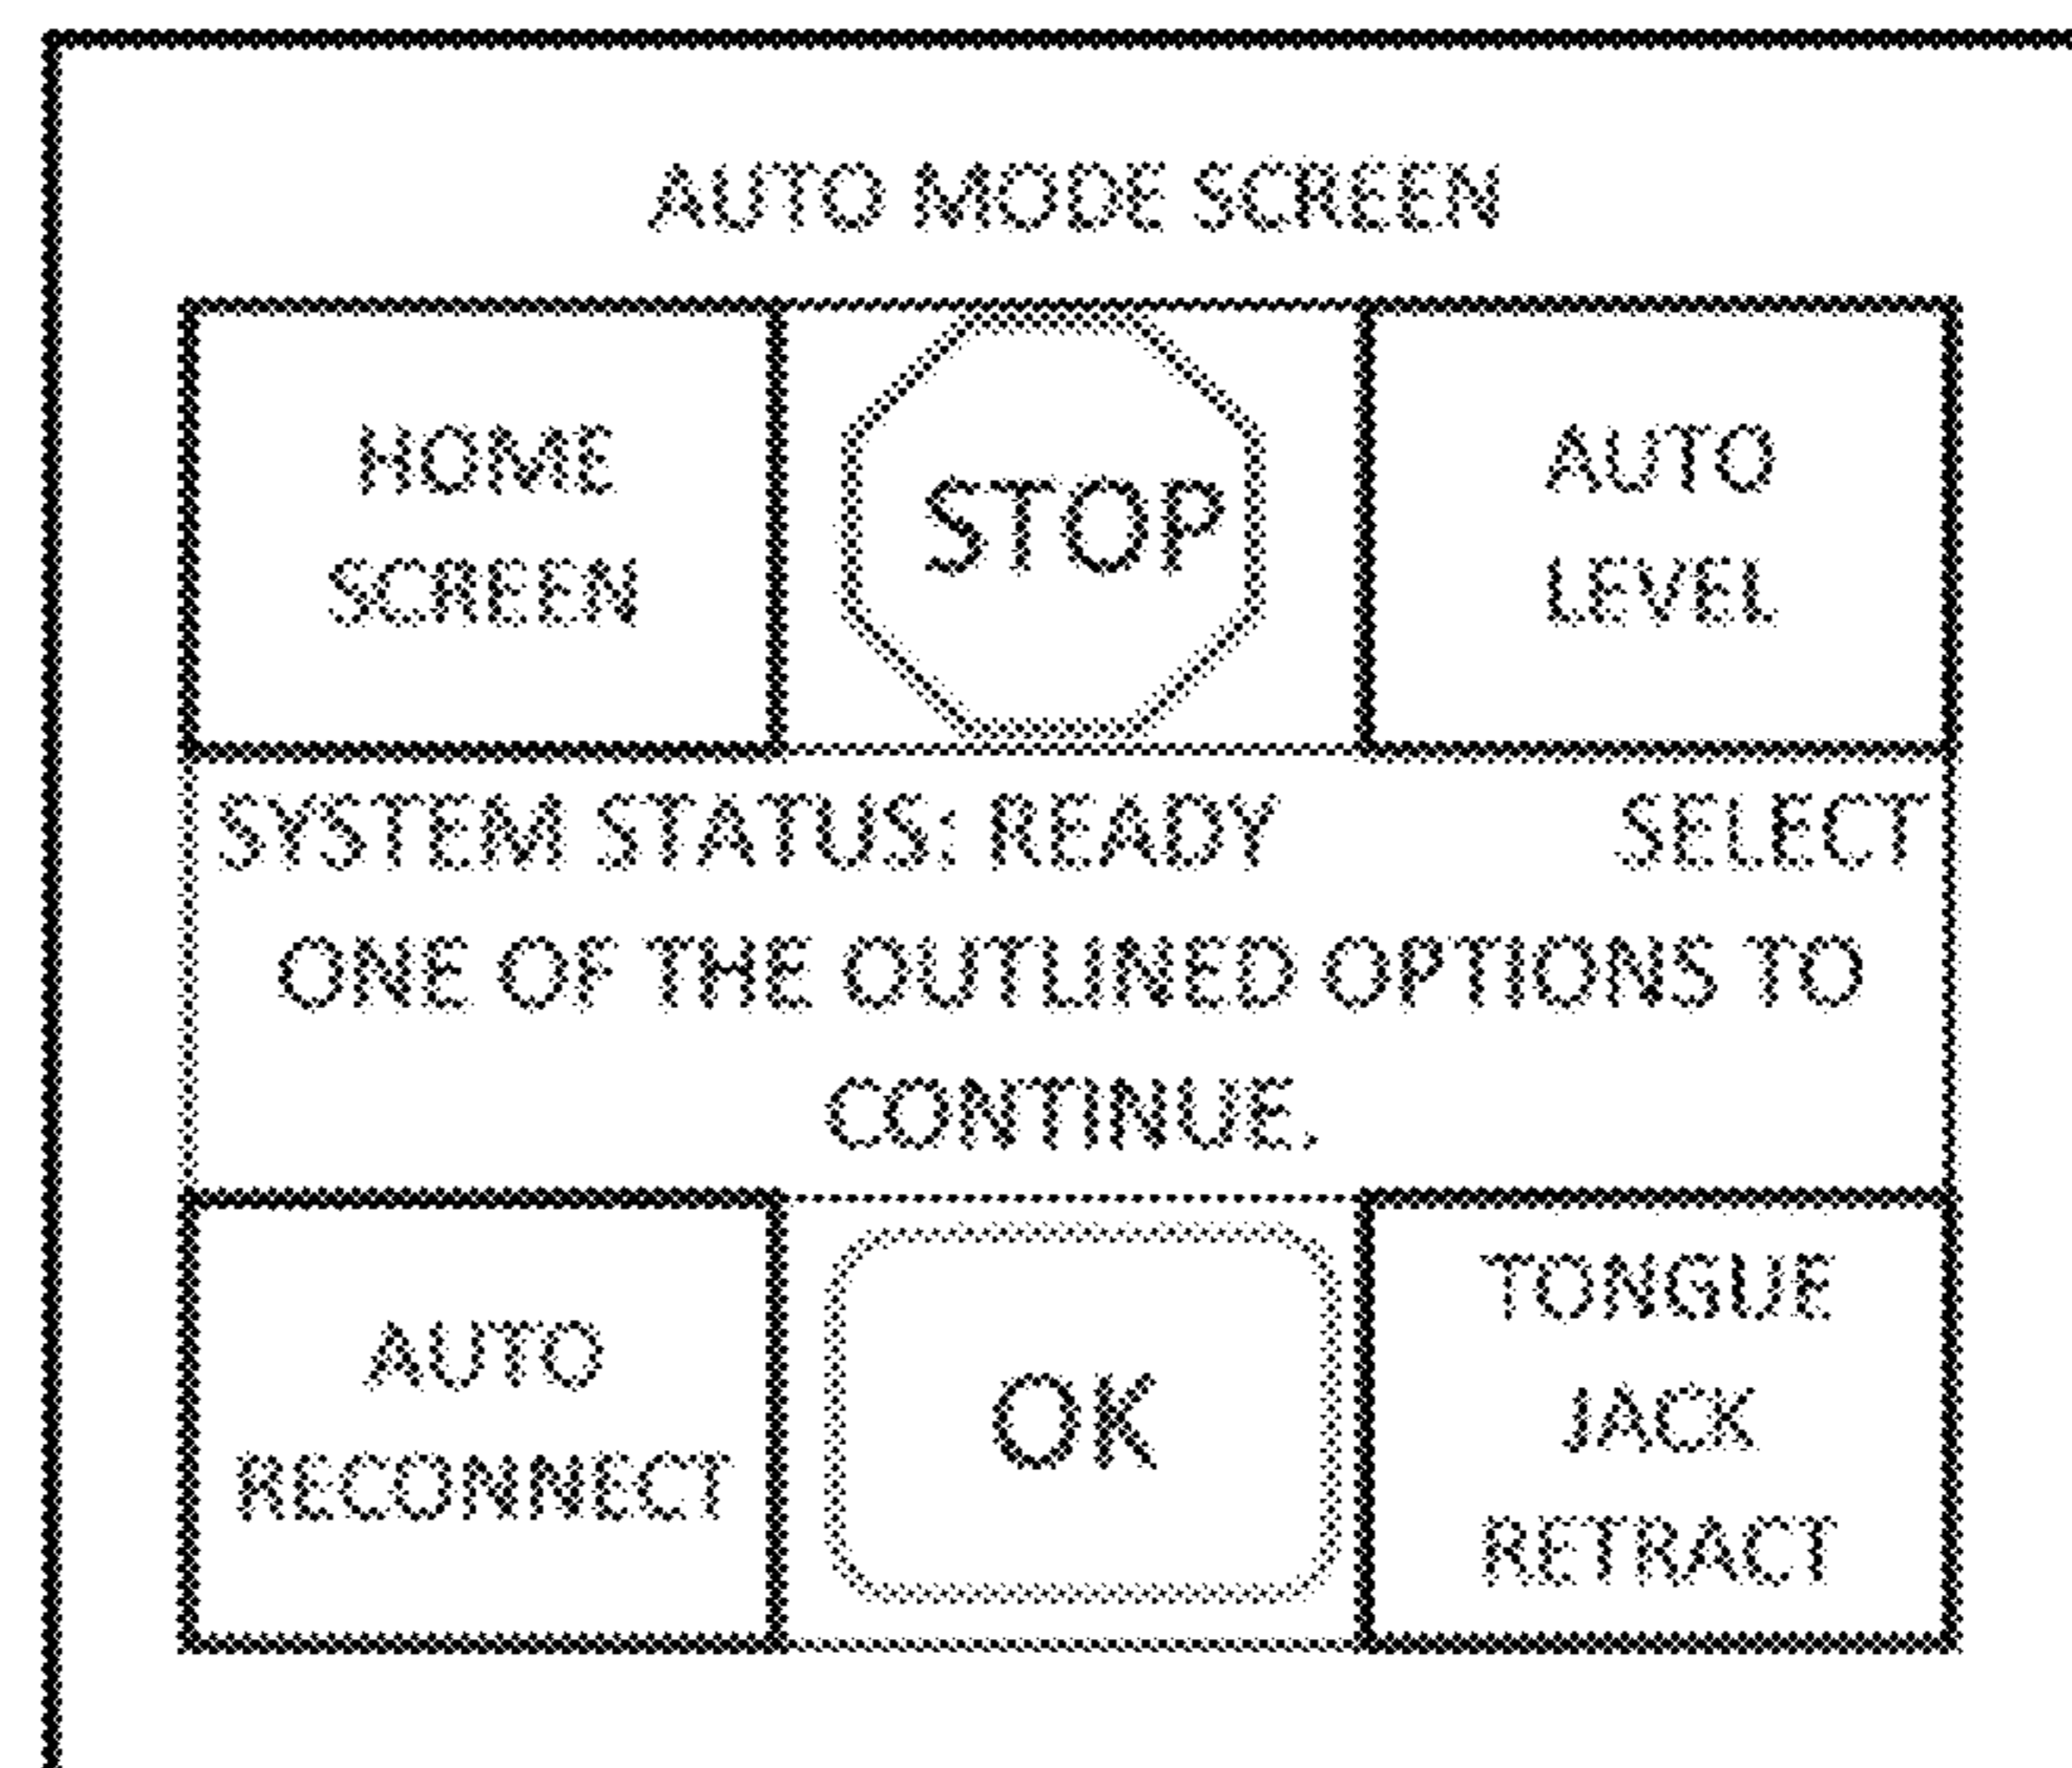 AUTO MODE SCREEN
HOME
SCREEN
STOP
AUTO
LEVEL
SYSTEM STATUS: READY SELECT
ONE OF THE OUTLINED OPTIONS TO
CONTINUE.
AUTO
RECONNECT
OK
TONGUE
JACK
RETRACT